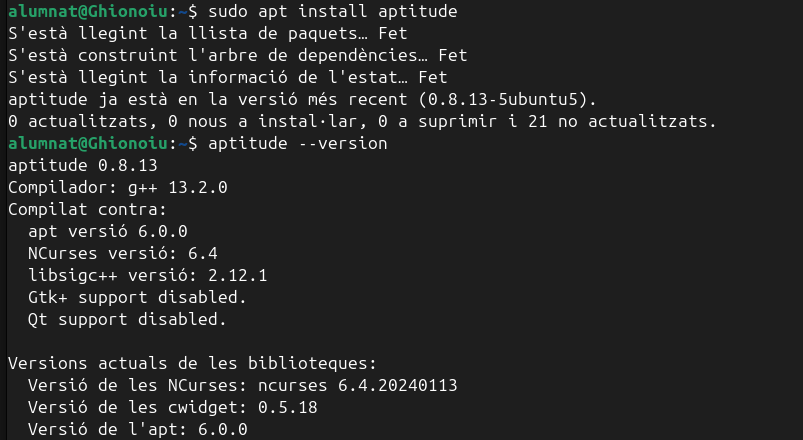 alumnat@Ghionoiu:~$ sudo apt install aptitude
S'està llegint la llista de paquets… Fet
S'està construint l'arbre de dependències… Fet
S'està llegint la informació de l'estat… Fet
aptitude ja està en la versió més recent (0.8.13-5ubuntu5).
0 actualitzats, 0 nous a instal·lar, 0 a suprimir i 21 no actualitzats.
alumnat@Ghionoiu:~$ aptitude --version
aptitude 0.8.13
Compilador: g++ 13.2.0
Compilat contra:
  apt versió 6.0.0
  NCurses versió: 6.4
  libsigc++ versió: 2.12.1
  Gtk+ support disabled.
  Qt support disabled.

Versions actuals de les biblioteques:
  Versió de les NCurses: ncurses 6.4.20240113
  Versió de les cwidget: 0.5.18
  Versió de l'apt: 6.0.0